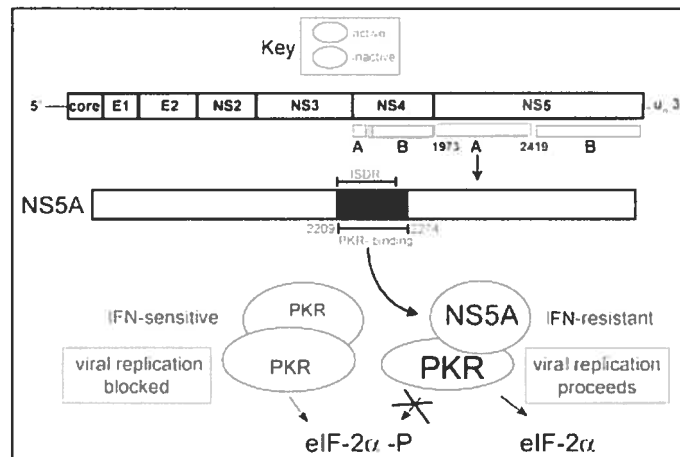 Key
active
inactive
5'
core E1 E2 NS2 NS3 NS4 NS5
A B 1973 A 2419 B
ISDR
NS5A
2209 PKR-binding 2274
IFN-sensitive PKR NS5A IFN-resistant
viral replication blocked PKR PKR viral replication proceeds
eIF-2α-P eIF-2α